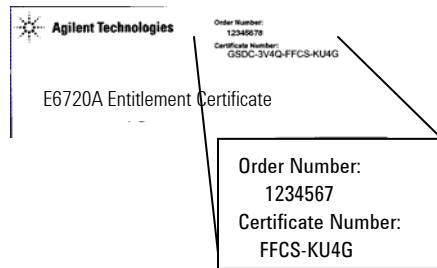 Agilent Technologies
Order Number:
12345678
Certificate Number:
GSDC-3V4Q-FFCS-KU4G
E6720A Entitlement Certificate
Order Number:
1234567
Certificate Number:
FFCS-KU4G